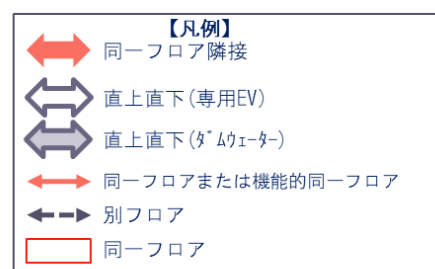 【凡例】
同一フロア隣接
直上直下(専用EV)
直上直下(ﾀﾞﾑｳｪｰﾀｰ)
同一フロアまたは機能的同一フロア
別フロア
同一フロア